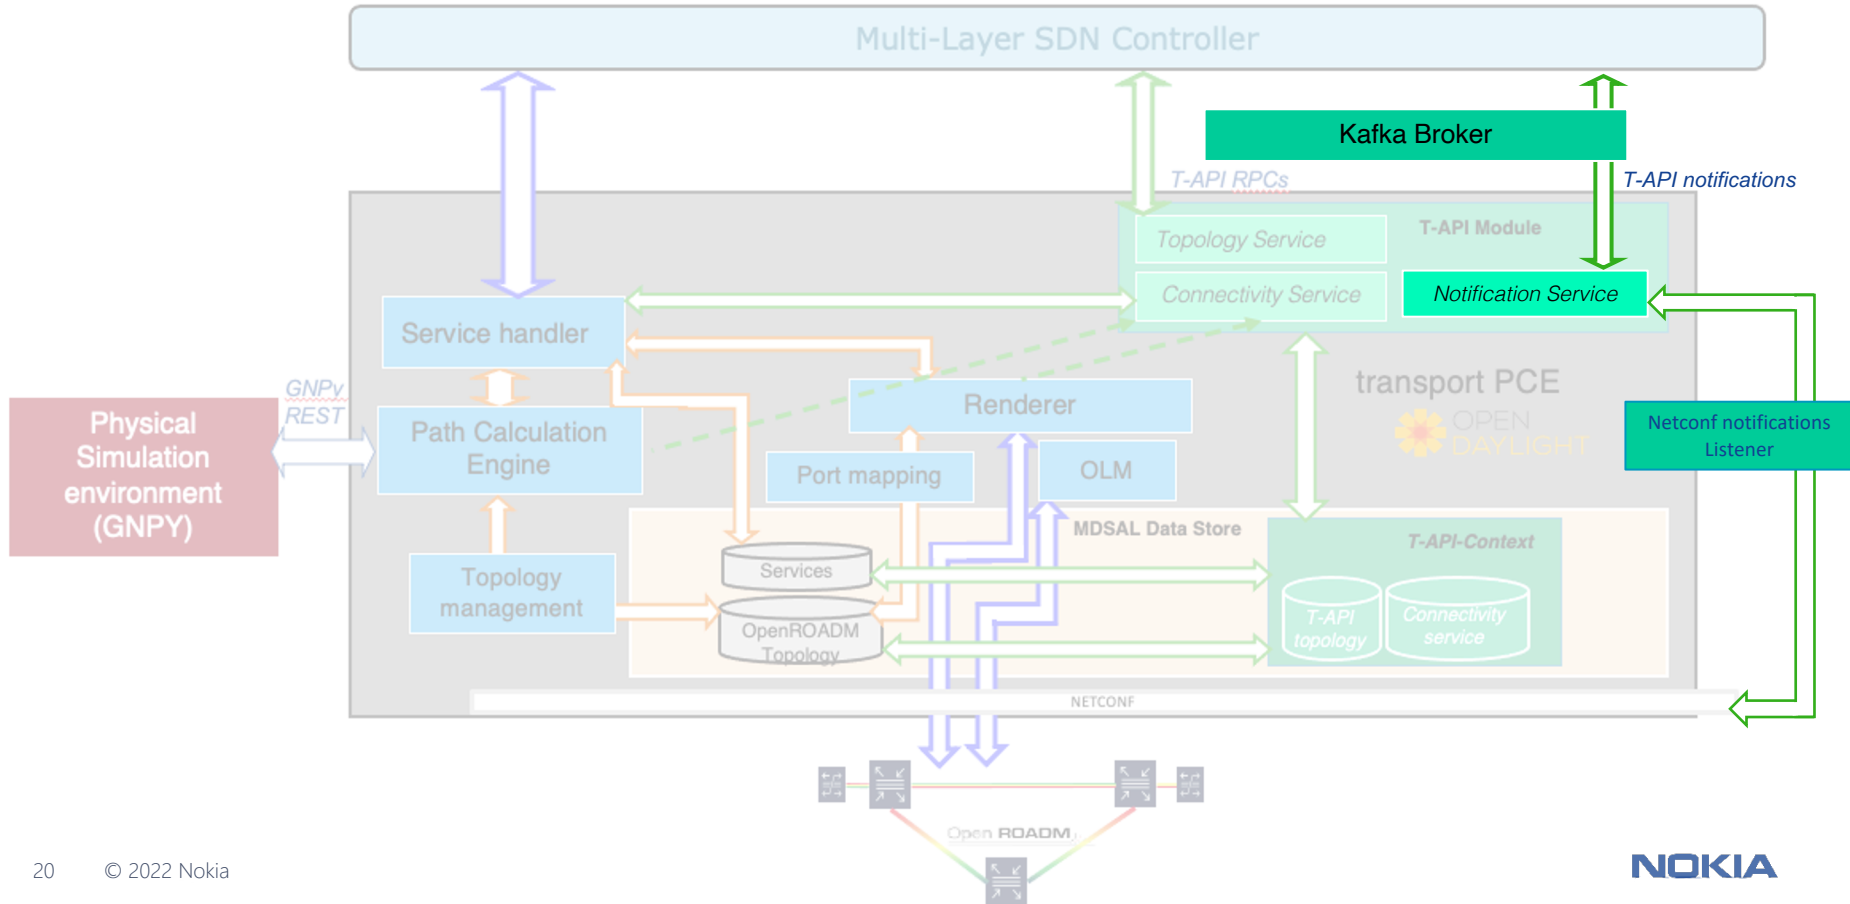 Multi-Layer SDN Controller
Kafka Broker
T-API RPCs
T-API notifications
T-API Module
Topology Service
Connectivity Service
Notification Service
Service handler
transport PCE
OPEN
DAYLIGHT
GNPy
REST
Renderer
Netconf notifications
Listener
Physical
Simulation
environment
(GNPY)
Path Calculation
Engine
Port mapping
OLM
MDSAL Data Store
T-API-Context
Services
Topology
management
OpenROADM
Topology
T-API
topology
Connectivity
service
NETCONF
Open ROADM
20
© 2022 Nokia
NOKIA